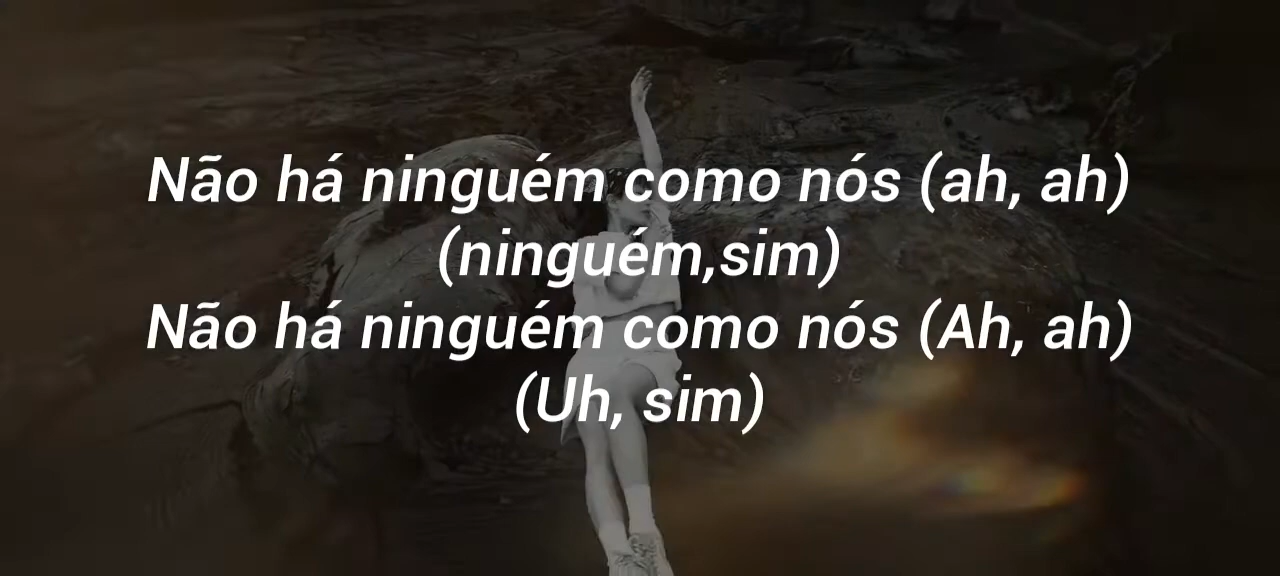 Não há ninguém como nós (ah, ah)
(ninguém,sim)
Não há ninguém como nós (Ah, ah)
(Uh, sim)